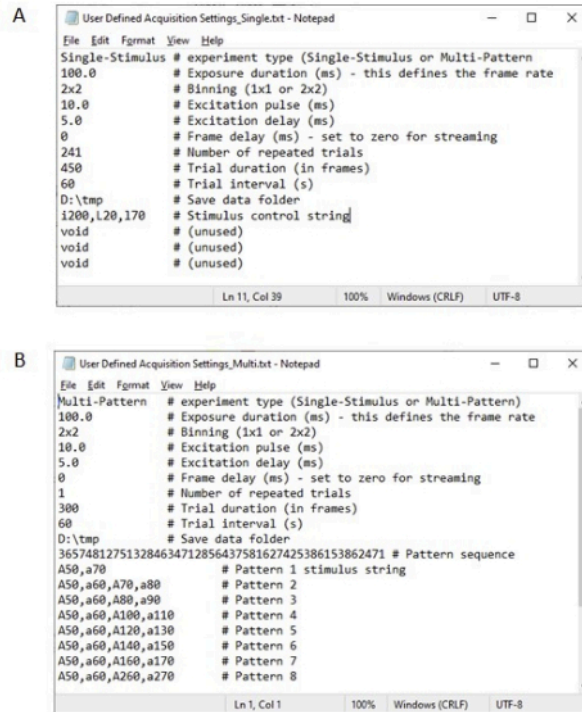 A
User Defined Acquisition Settings_Single.txt - Notepad
File Edit Format View Help
Single-Stimulus # experiment type (Single-Stimulus or Multi-Pattern
100.0 # Exposure duration (ms) - this defines the frame rate
2x2 # Binning (1x1 or 2x2)
10.0 # Excitation pulse (ms)
5.0 # Excitation delay (ms)
0 # Frame delay (ms) - set to zero for streaming
241 # Number of repeated trials
450 # Trial duration (in frames)
60 # Trial interval (s)
D:\tmp # Save data folder
i200,L20,l70 # Stimulus control string
void # (unused)
void # (unused)
void # (unused)
Ln 11, Col 39 100% Windows (CRLF) UTF-8
B
User Defined Acquisition Settings_Multi.txt - Notepad
File Edit Format View Help
Multi-Pattern # experiment type (Single-Stimulus or Multi-Pattern)
100.0 # Exposure duration (ms) - this defines the frame rate
2x2 # Binning (1x1 or 2x2)
10.0 # Excitation pulse (ms)
5.0 # Excitation delay (ms)
0 # Frame delay (ms) - set to zero for streaming
1 # Number of repeated trials
300 # Trial duration (in frames)
60 # Trial interval (s)
D:\tmp # Save data folder
365748127513284634712856437581627425386153862471 # Pattern sequence
A50,a70 # Pattern 1 stimulus string
A50,a60,A70,a80 # Pattern 2
A50,a60,A80,a90 # Pattern 3
A50,a60,A100,a110 # Pattern 4
A50,a60,A120,a130 # Pattern 5
A50,a60,A140,a150 # Pattern 6
A50,a60,A160,a170 # Pattern 7
A50,a60,A260,a270 # Pattern 8
Ln 1, Col 1 100% Windows (CRLF) UTF-8